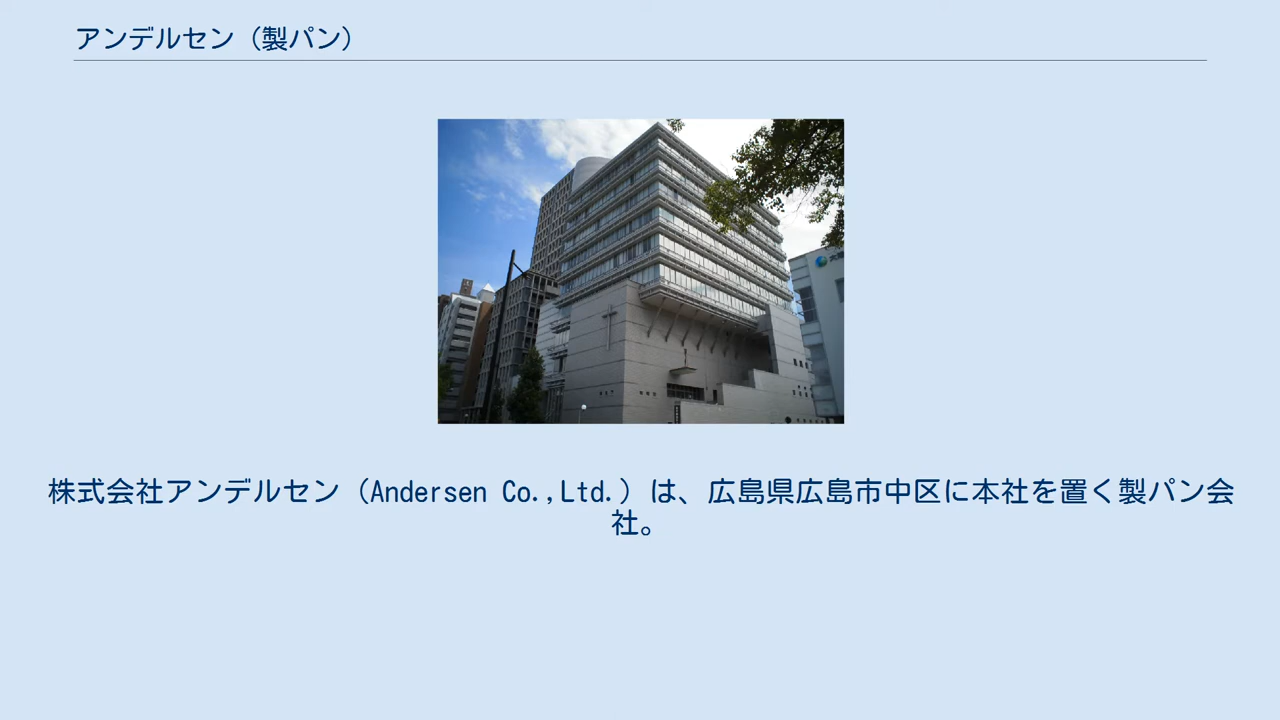 アンデルセン（製パン）
株式会社アンデルセン（Andersen Co.,Ltd.）は、広島県広島市中区に本社を置く製パン会
社。